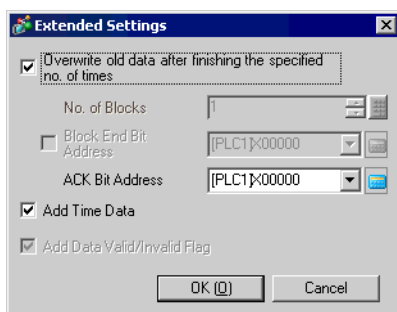 Extended Settings
Overwrite old data after finishing the specified
no. of times
No. of Blocks 1
Block End Bit
Address [PLC1]X00000
ACK Bit Address [PLC1]X00000
Add Time Data
Add Data Valid/Invalid Flag
OK (O) Cancel